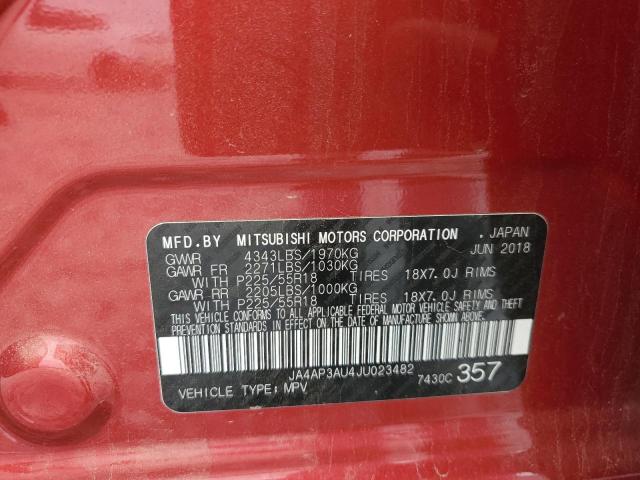 MFD.BY MITSUBISHI MOTORS CORPORATION . JAPAN
GVWR 4343LBS/1970KG JUN 2018
GAWR FR 2271LBS/1030KG
WITH P225/55R18 TIRES 18X7.0J RIMS
GAWR RR 2205LBS/1000KG
WITH P225/55R18 TIRES 18X7.0J RIMS
THIS VEHICLE CONFORMS TO ALL APPLICABLE FEDERAL MOTOR VEHICLE SAFETY AND THEFT
PREVENTION STANDARDS IN EFFECT ON THE DATE OF MANUFACTURE SHOWN ABOVE.
JA4AP3AU4JU023482
VEHICLE TYPE: MPV 7430C 357